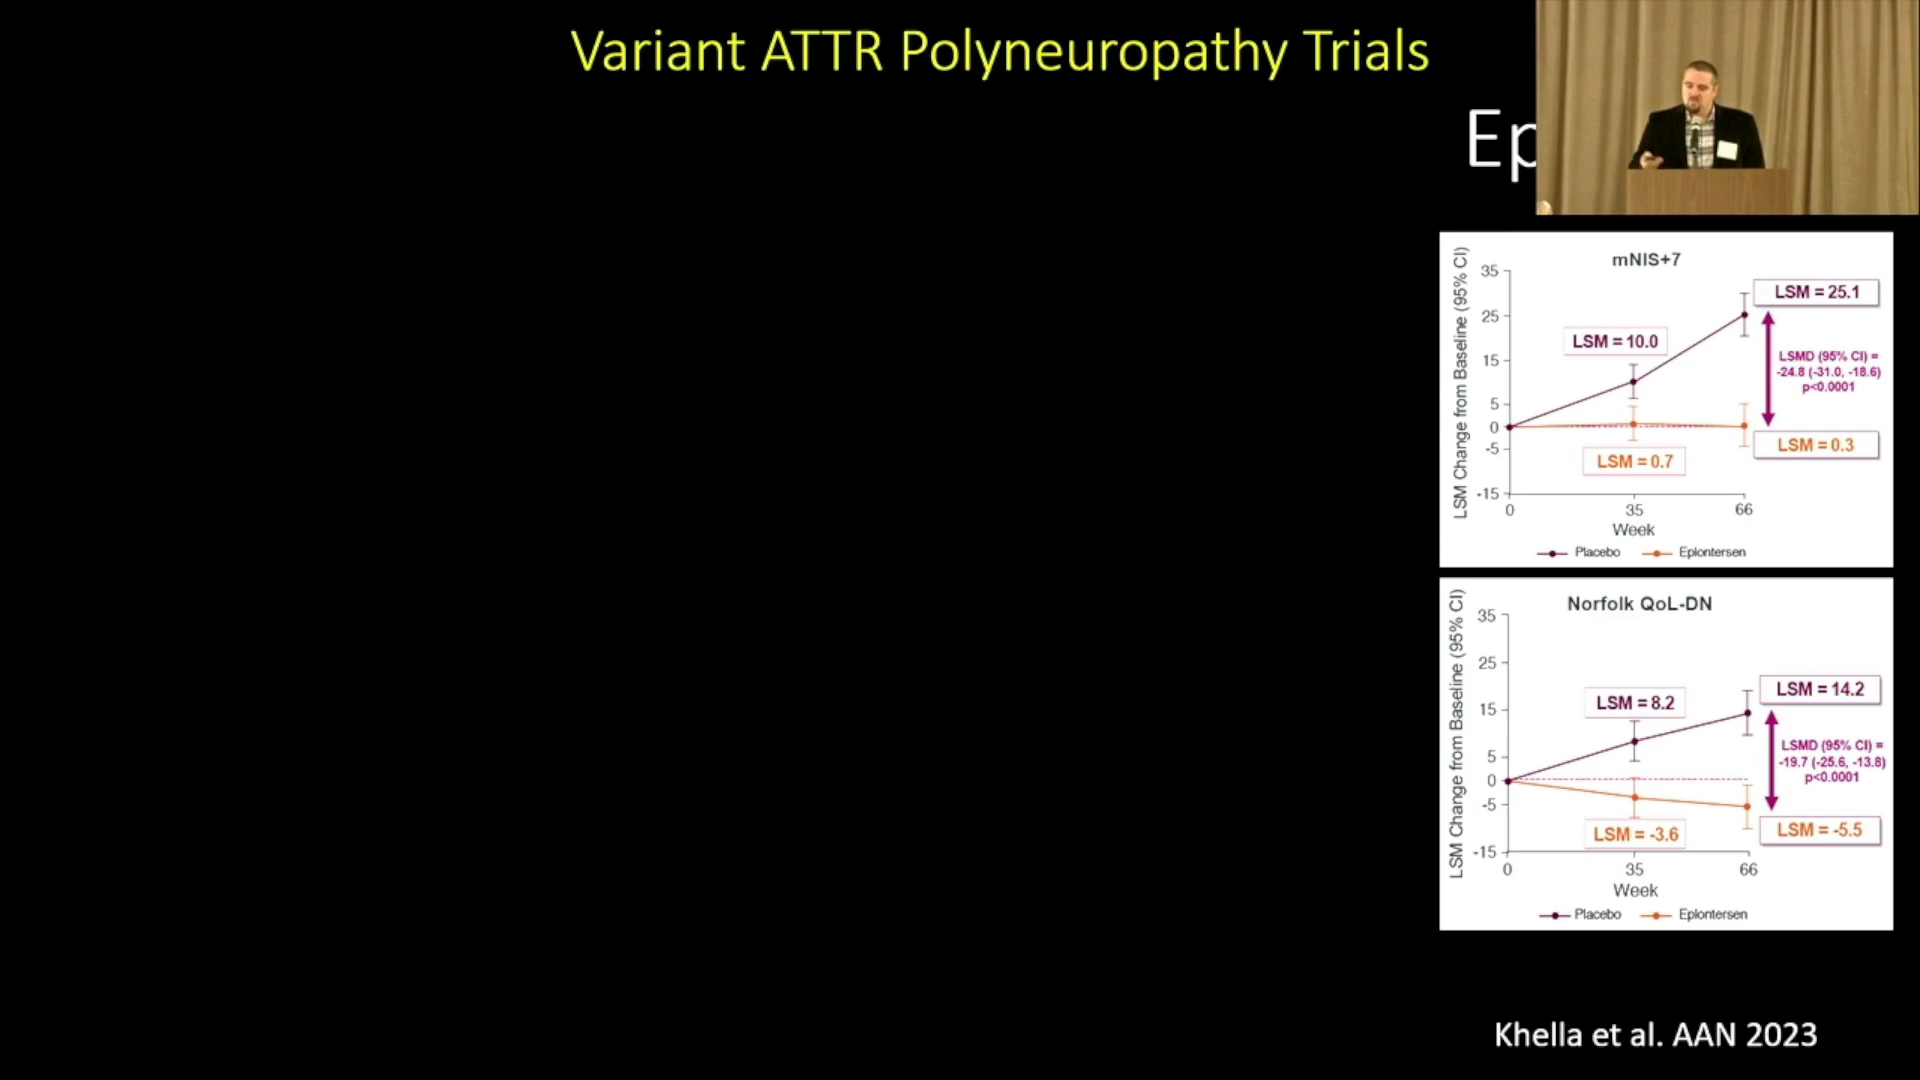 Variant ATTR Polyneuropathy Trials
Ep
mNIS+7
LSM Change from Baseline (95% CI)
35
25
15
5
0
-5
-15
LSM = 10.0
LSM = 25.1
LSMD (95% CI) =
-24.8 (-31.0, -18.6)
p<0.0001
LSM = 0.7
LSM = 0.3
0 35 66
Week
Placebo Eplontersen
Norfolk QoL-DN
LSM Change from Baseline (95% CI)
35
25
15
5
0
-5
-15
LSM = 8.2
LSM = 14.2
LSMD (95% CI) =
-19.7 (-25.6, -13.8)
p<0.0001
LSM = -3.6
LSM = -5.5
0 35 66
Week
Placebo Eplontersen
Khella et al. AAN 2023